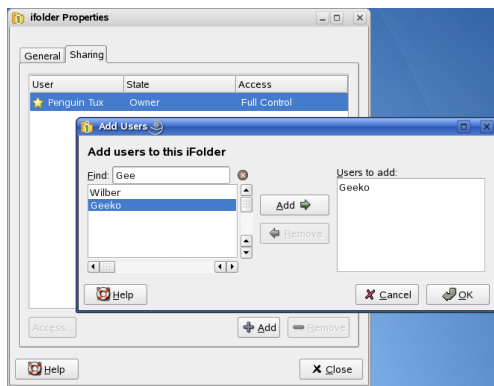 ifolder Properties
General Sharing
User State Access
Penguin Tux Owner Full Control
Add Users
Add users to this iFolder
Find: Gee
Users to add:
Wilber
Geeko
Geeko
Add
Remove
Help
Cancel OK
Access...
Add Remove
Help
Close